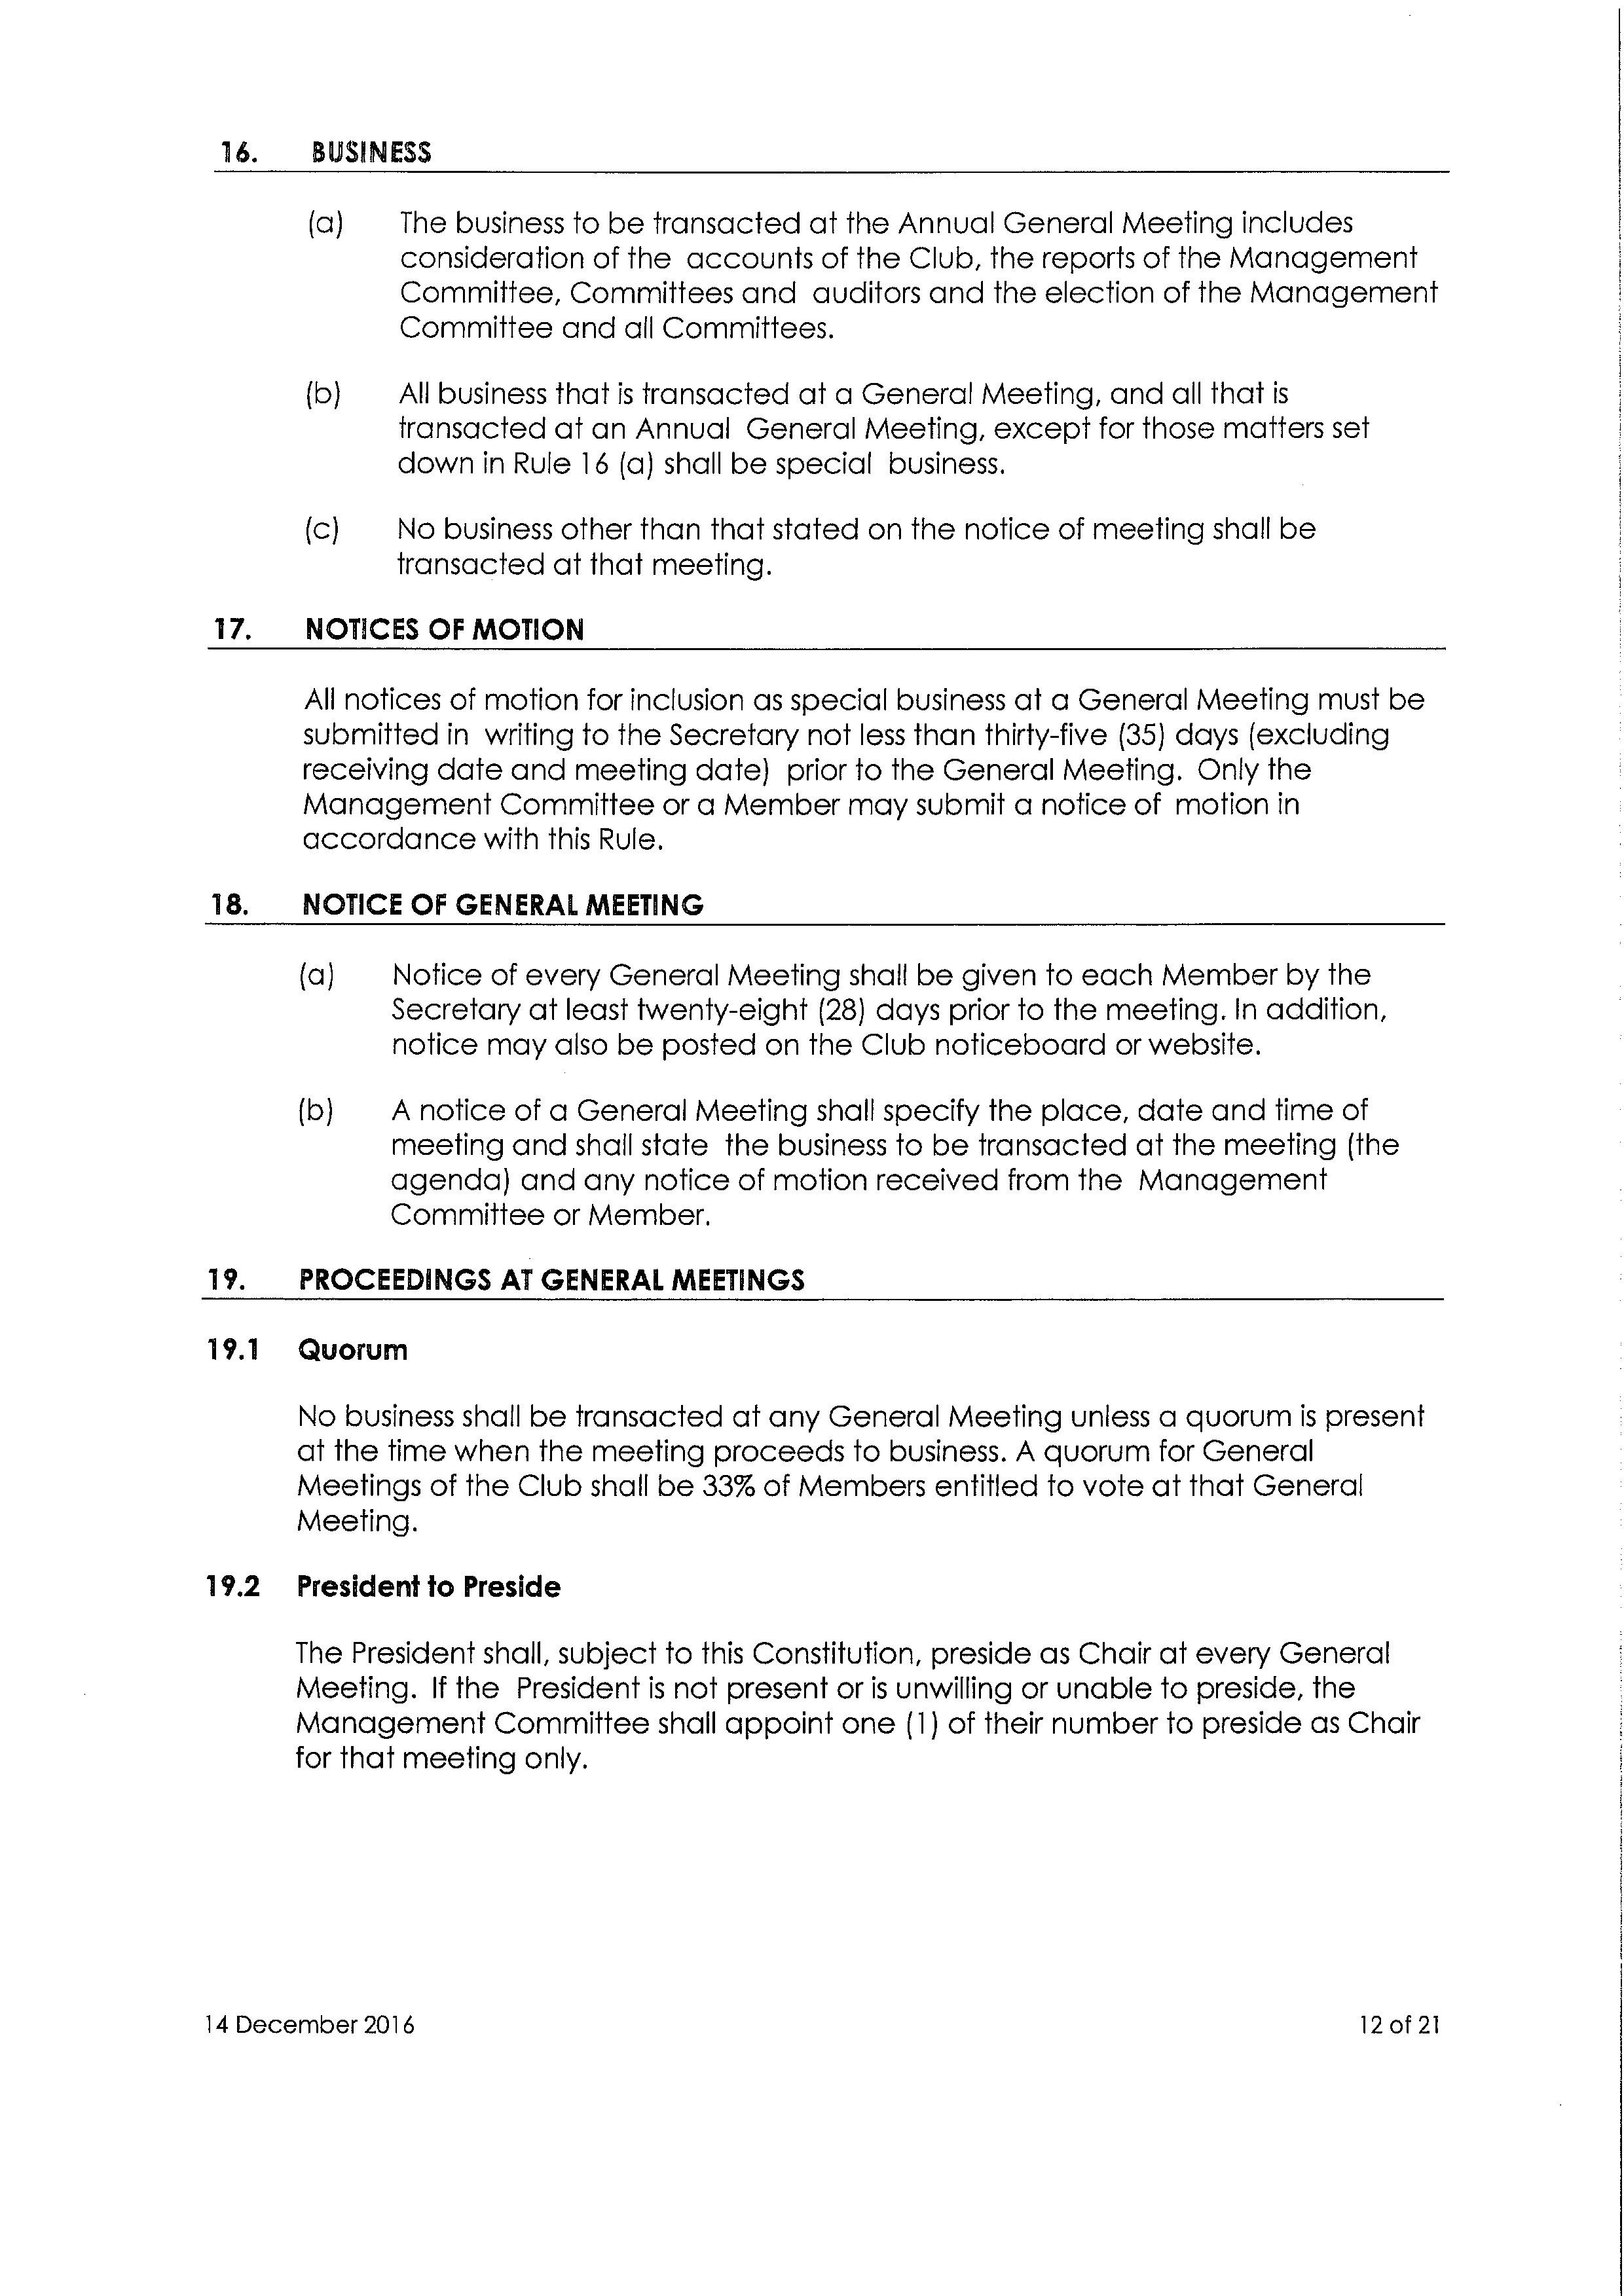 16. BUSINESS
(a) The business to be transacted at the Annual General Meeting includes
consideration of the accounts of the Club, the reports of the Management
Committee, Committees and auditors and the election of the Management
Committee and all Committees.
(b) All business that is transacted at a General Meeting, and all that is
transacted at an Annual General Meeting, except for those matters set
down in Rule 16 (a) shall be special business.
(c) No business other than that stated on the notice of meeting shall be
transacted at that meeting.
17. NOTICES OF MOTION
All notices of motion for inclusion as special business at a General Meeting must be
submitted in writing to the Secretary not less than thirty-five (35) days (excluding
receiving date and meeting date) prior to the General Meeting. Only the
Management Committee or a Member may submit a notice of motion in
accordance with this Rule.
18. NOTICE OF GENERAL MEETING
(a) Notice of every General Meeting shall be given to each Member by the
Secretary at least twenty-eight (28) days prior to the meeting. In addition,
notice may also be posted on the Club noticeboard or website.
(b) A notice of a General Meeting shall specify the place, date and time of
meeting and shall state the business to be transacted at the meeting (the
agenda) and any notice of motion received from the Management
Committee or Member.
19. PROCEEDINGS AT GENERAL MEETINGS
19.1 Quorum
No business shall be transacted at any General Meeting unless a quorum is present
at the time when the meeting proceeds to business. A quorum for General
Meetings of the Club shall be 33% of Members entitled to vote at that General
Meeting.
19.2 President to Preside
The President shall, subject to this Constitution, preside as Chair at every General
Meeting. If the President is not present or is unwilling or unable to preside, the
Management Committee shall appoint one (1) of their number to preside as Chair
for that meeting only.
14 December 2016 12 of 21